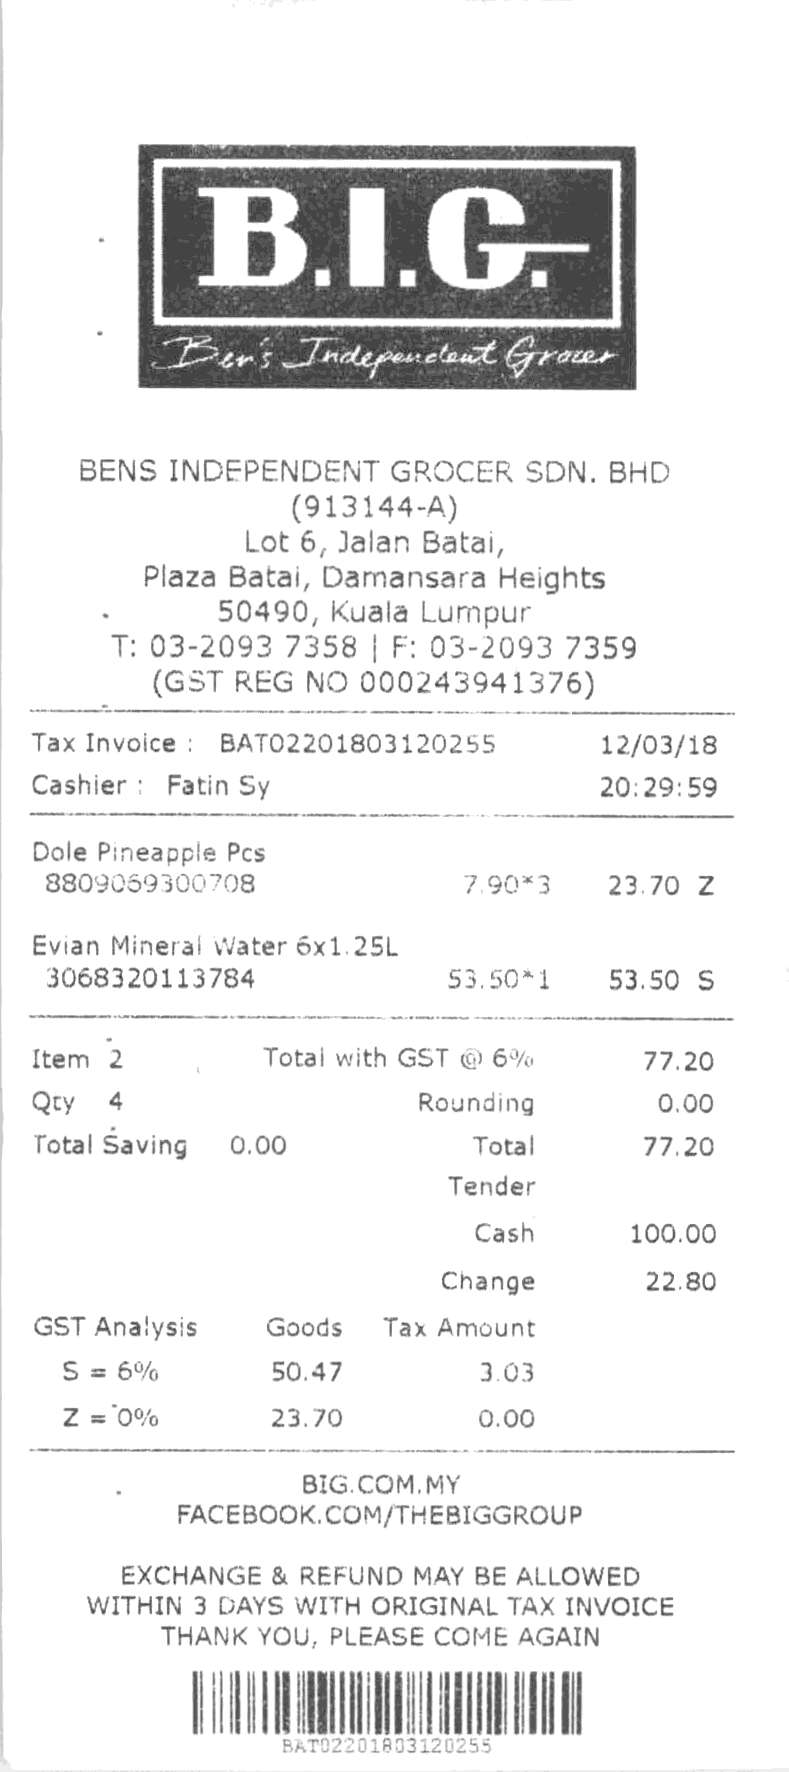 B.I.G.
Ben's Independent Grocer
BENS INDEPENDENT GROCER SDN. BHD
(913144-A)
Lot 6, Jalan Batai,
Plaza Batai, Damansara Heights
50490, Kuala Lumpur
T: 03-2093 7358 | F: 03-2093 7359
(GST REG NO 000243941376)
Tax Invoice : BAT02201803120255 12/03/18
Cashier : Fatin Sy 20:29:59
Dole Pineapple Pcs
8809069300708 7.90*3 23.70 Z
Evian Mineral Water 6x1.25L
3068320113784 53.50*1 53.50 S
Item 2 Total with GST @ 6% 77.20
Qty 4 Rounding 0.00
Total Saving 0.00 Total 77.20
Tender
Cash 100.00
Change 22.80
GST Analysis Goods Tax Amount
S = 6% 50.47 3.03
Z = 0% 23.70 0.00
BIG.COM.MY
FACEBOOK.COM/THEBIGGROUP
EXCHANGE & REFUND MAY BE ALLOWED
WITHIN 3 DAYS WITH ORIGINAL TAX INVOICE
THANK YOU, PLEASE COME AGAIN
BAT02201803120255